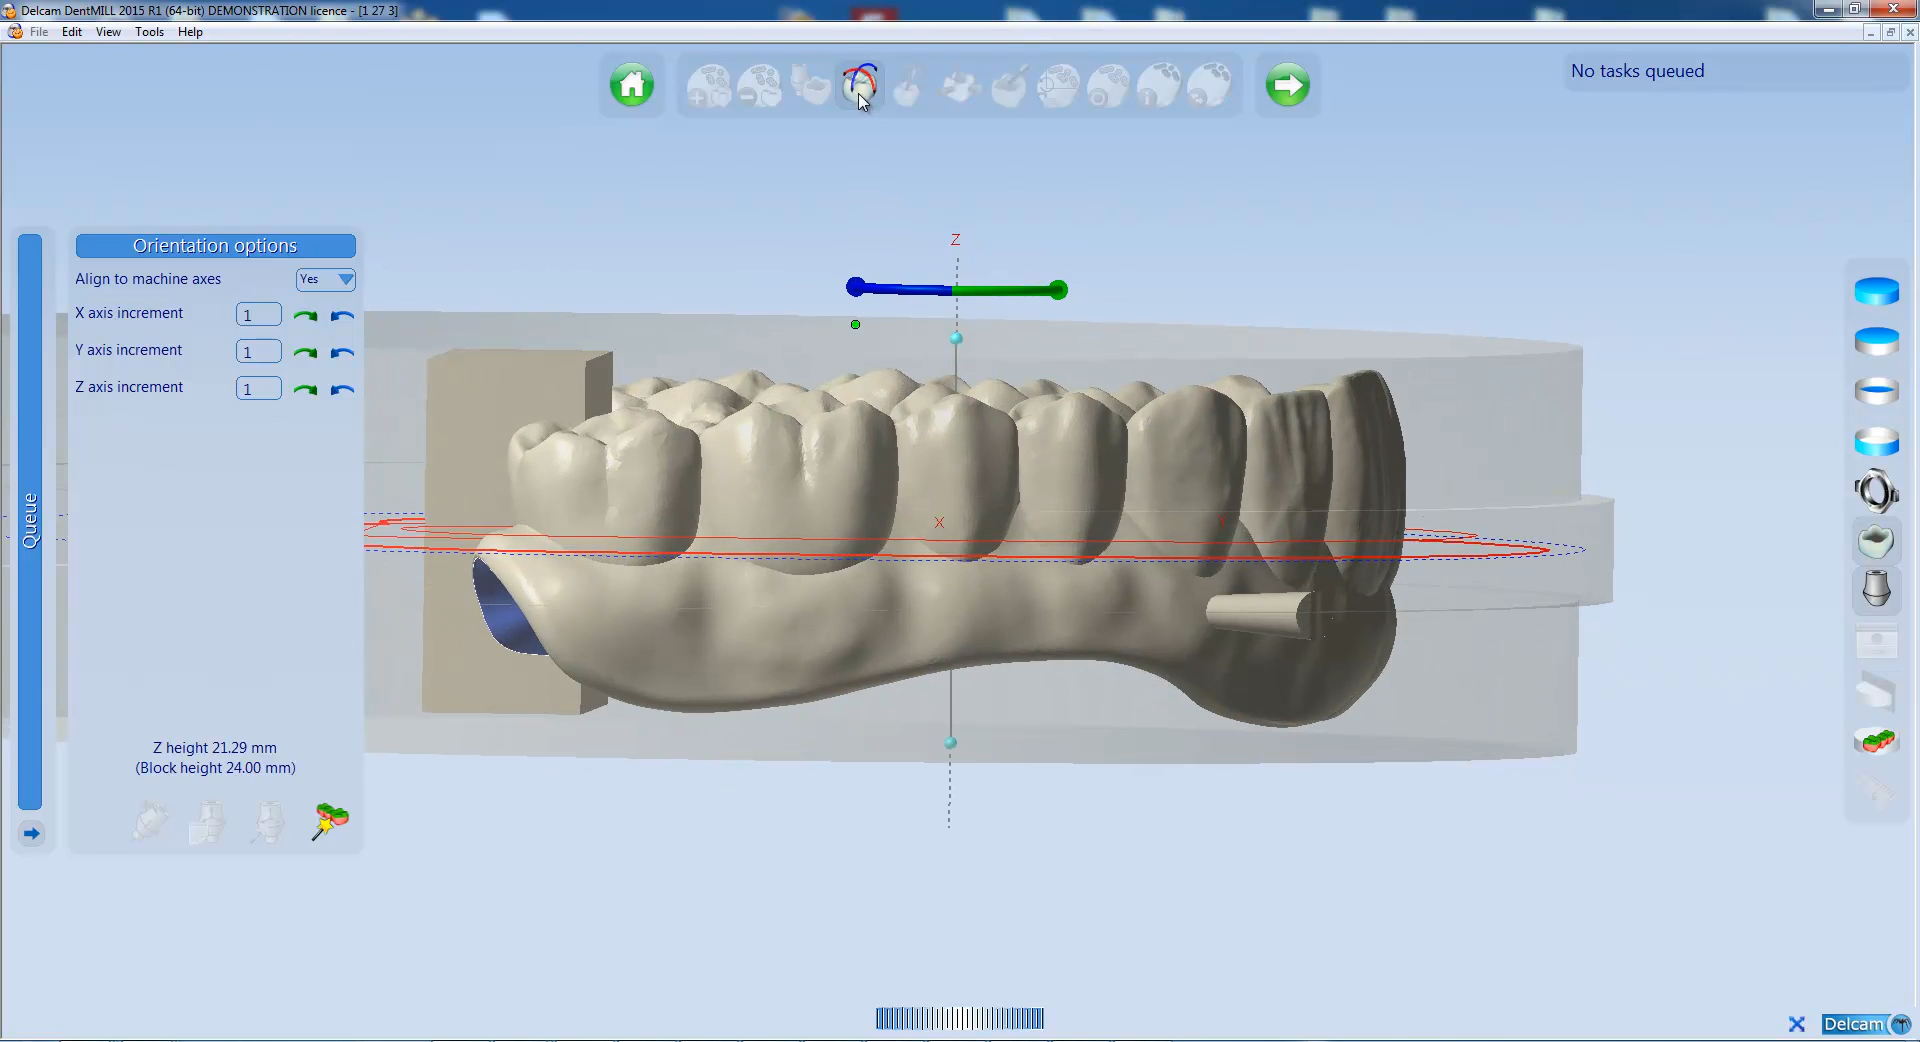 Delcam DentMILL 2015 R1 (64-bit) DEMONSTRATION licence - [1 27 3]
File Edit View Tools Help
No tasks queued
Orientation options
Align to machine axes Yes
X axis increment 1
Y axis increment 1
Z axis increment 1
Z
X
Y
Queue
Z height 21.29 mm
(Block height 24.00 mm)
Delcam